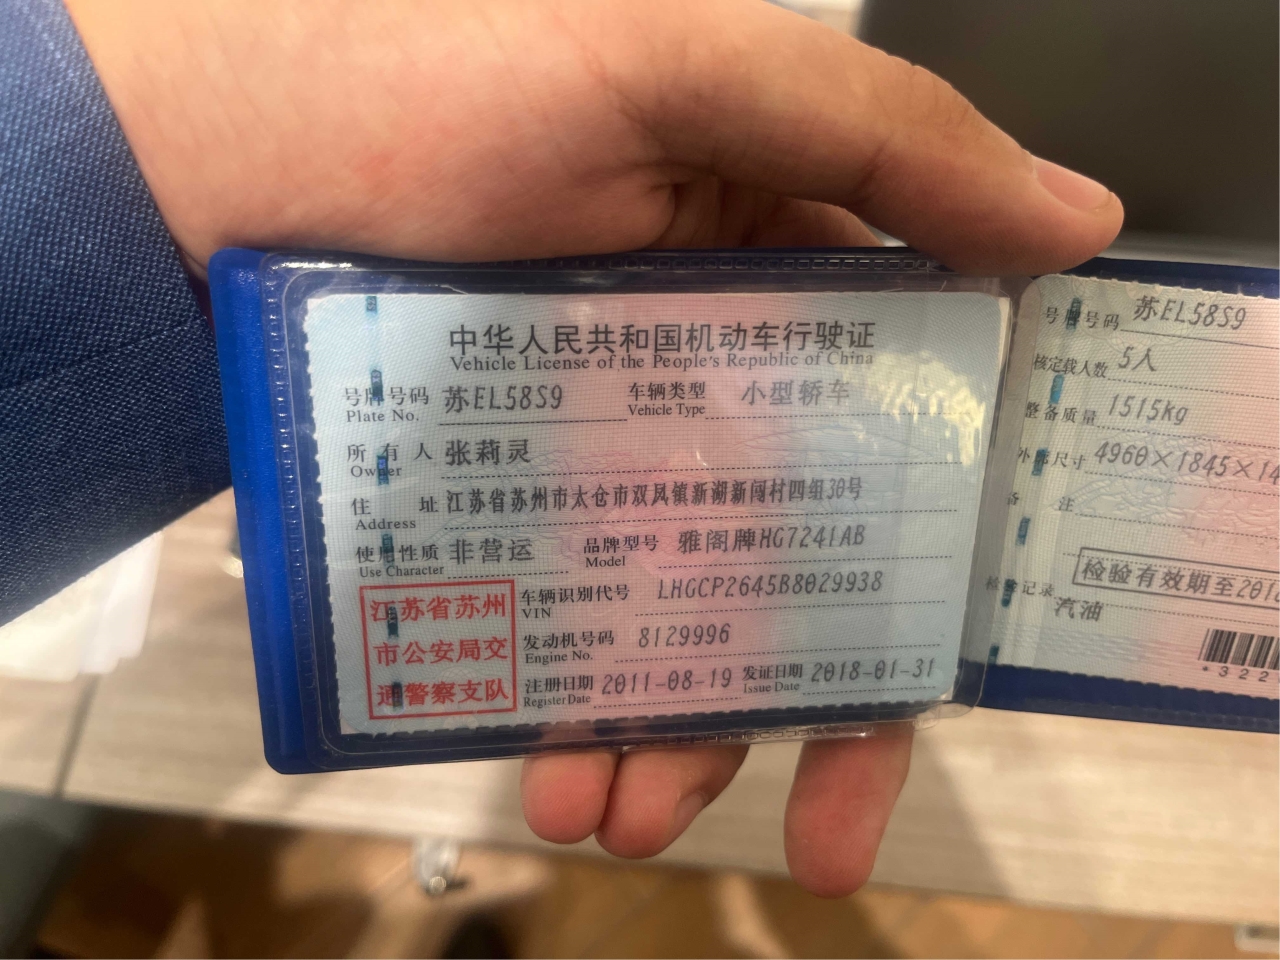 中华人民共和国机动车行驶证
Vehicle License of the People's Republic of China
号牌号码 苏EL58S9 车辆类型 小型轿车
Plate No. Vehicle Type
所有人 张莉灵
Owner
住址 江苏省苏州市太仓市双凤镇新湖新闯村四组30号
Address
使用性质 非营运 品牌型号 雅阁牌HG7241AB
Use Character Model
江苏省苏州
市公安局交
通警察支队
车辆识别代号 LHGCP2645B8029938
VIN
发动机号码 8129996
Engine No.
注册日期 2011-08-19 发证日期 2018-01-31
Register Date Issue Date
号牌号码 苏EL58S9
核定载人数 5人
整备质量 1515kg
外廓尺寸 4960×1845×14
备注
检验有效期至201
检验记录
汽油
*322